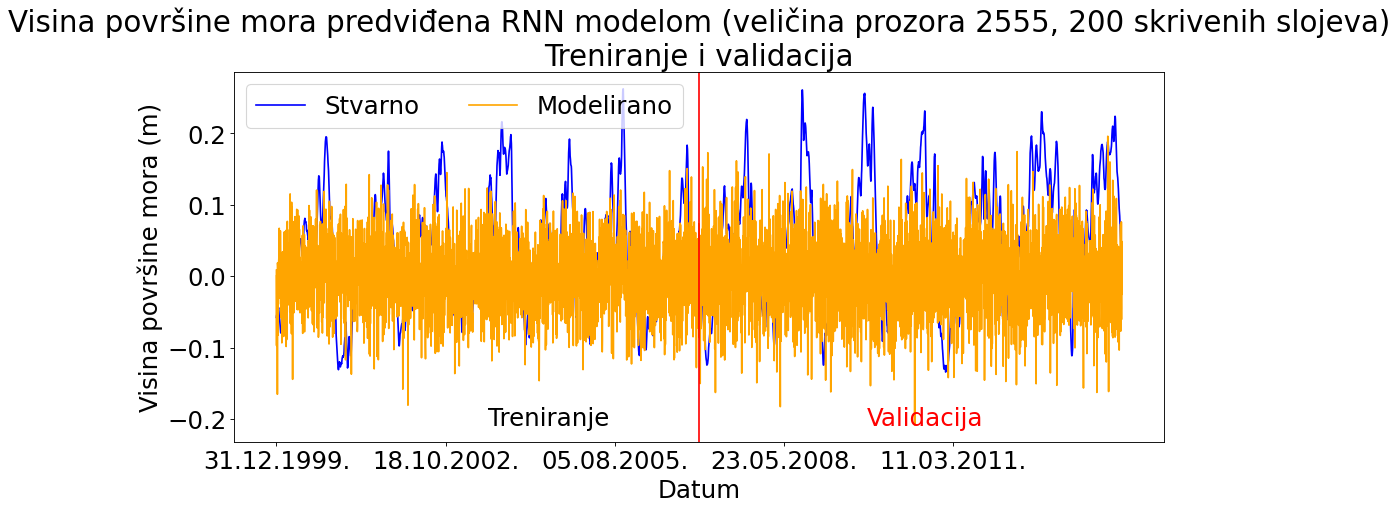 Visina površine mora predviđena RNN modelom (veličina prozora 2555, 200 skrivenih slojeva)
Treniranje i validacija
Stvarno
Modelirano
Visina površine mora (m)
0.2
0.1
0.0
−0.1
−0.2
Treniranje
Validacija
31.12.1999.
18.10.2002.
05.08.2005.
23.05.2008.
11.03.2011.
Datum